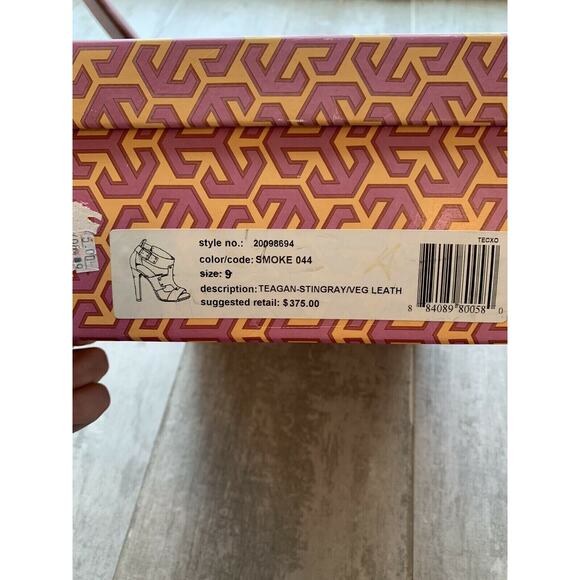 style no.: 20098694
color/code: SMOKE 044
size: 9
description: TEAGAN-STINGRAY/VEG LEATH
suggested retail: $375.00
TECXO
8 84089 80058 0